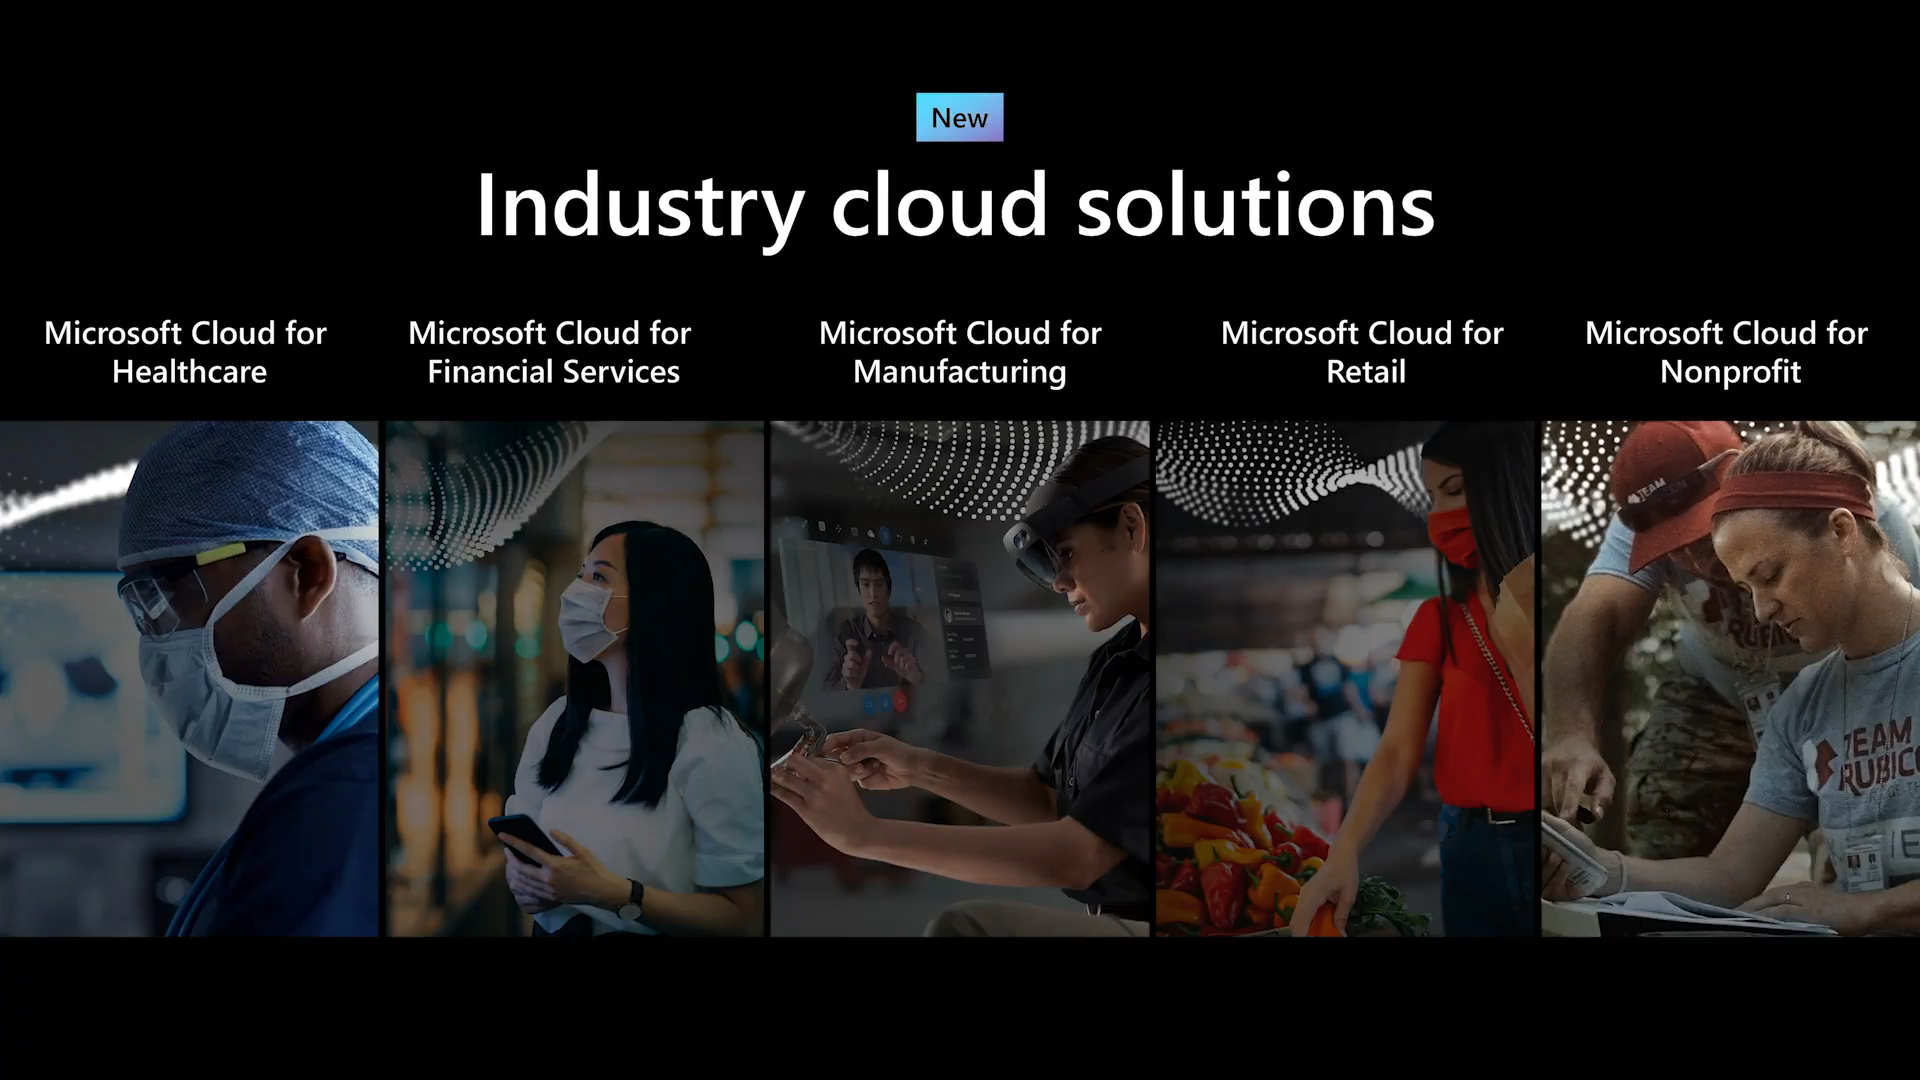 New
Industry cloud solutions
Microsoft Cloud for
Healthcare
Microsoft Cloud for
Financial Services
Microsoft Cloud for
Manufacturing
Microsoft Cloud for
Retail
Microsoft Cloud for
Nonprofit
TEAM
TEAM